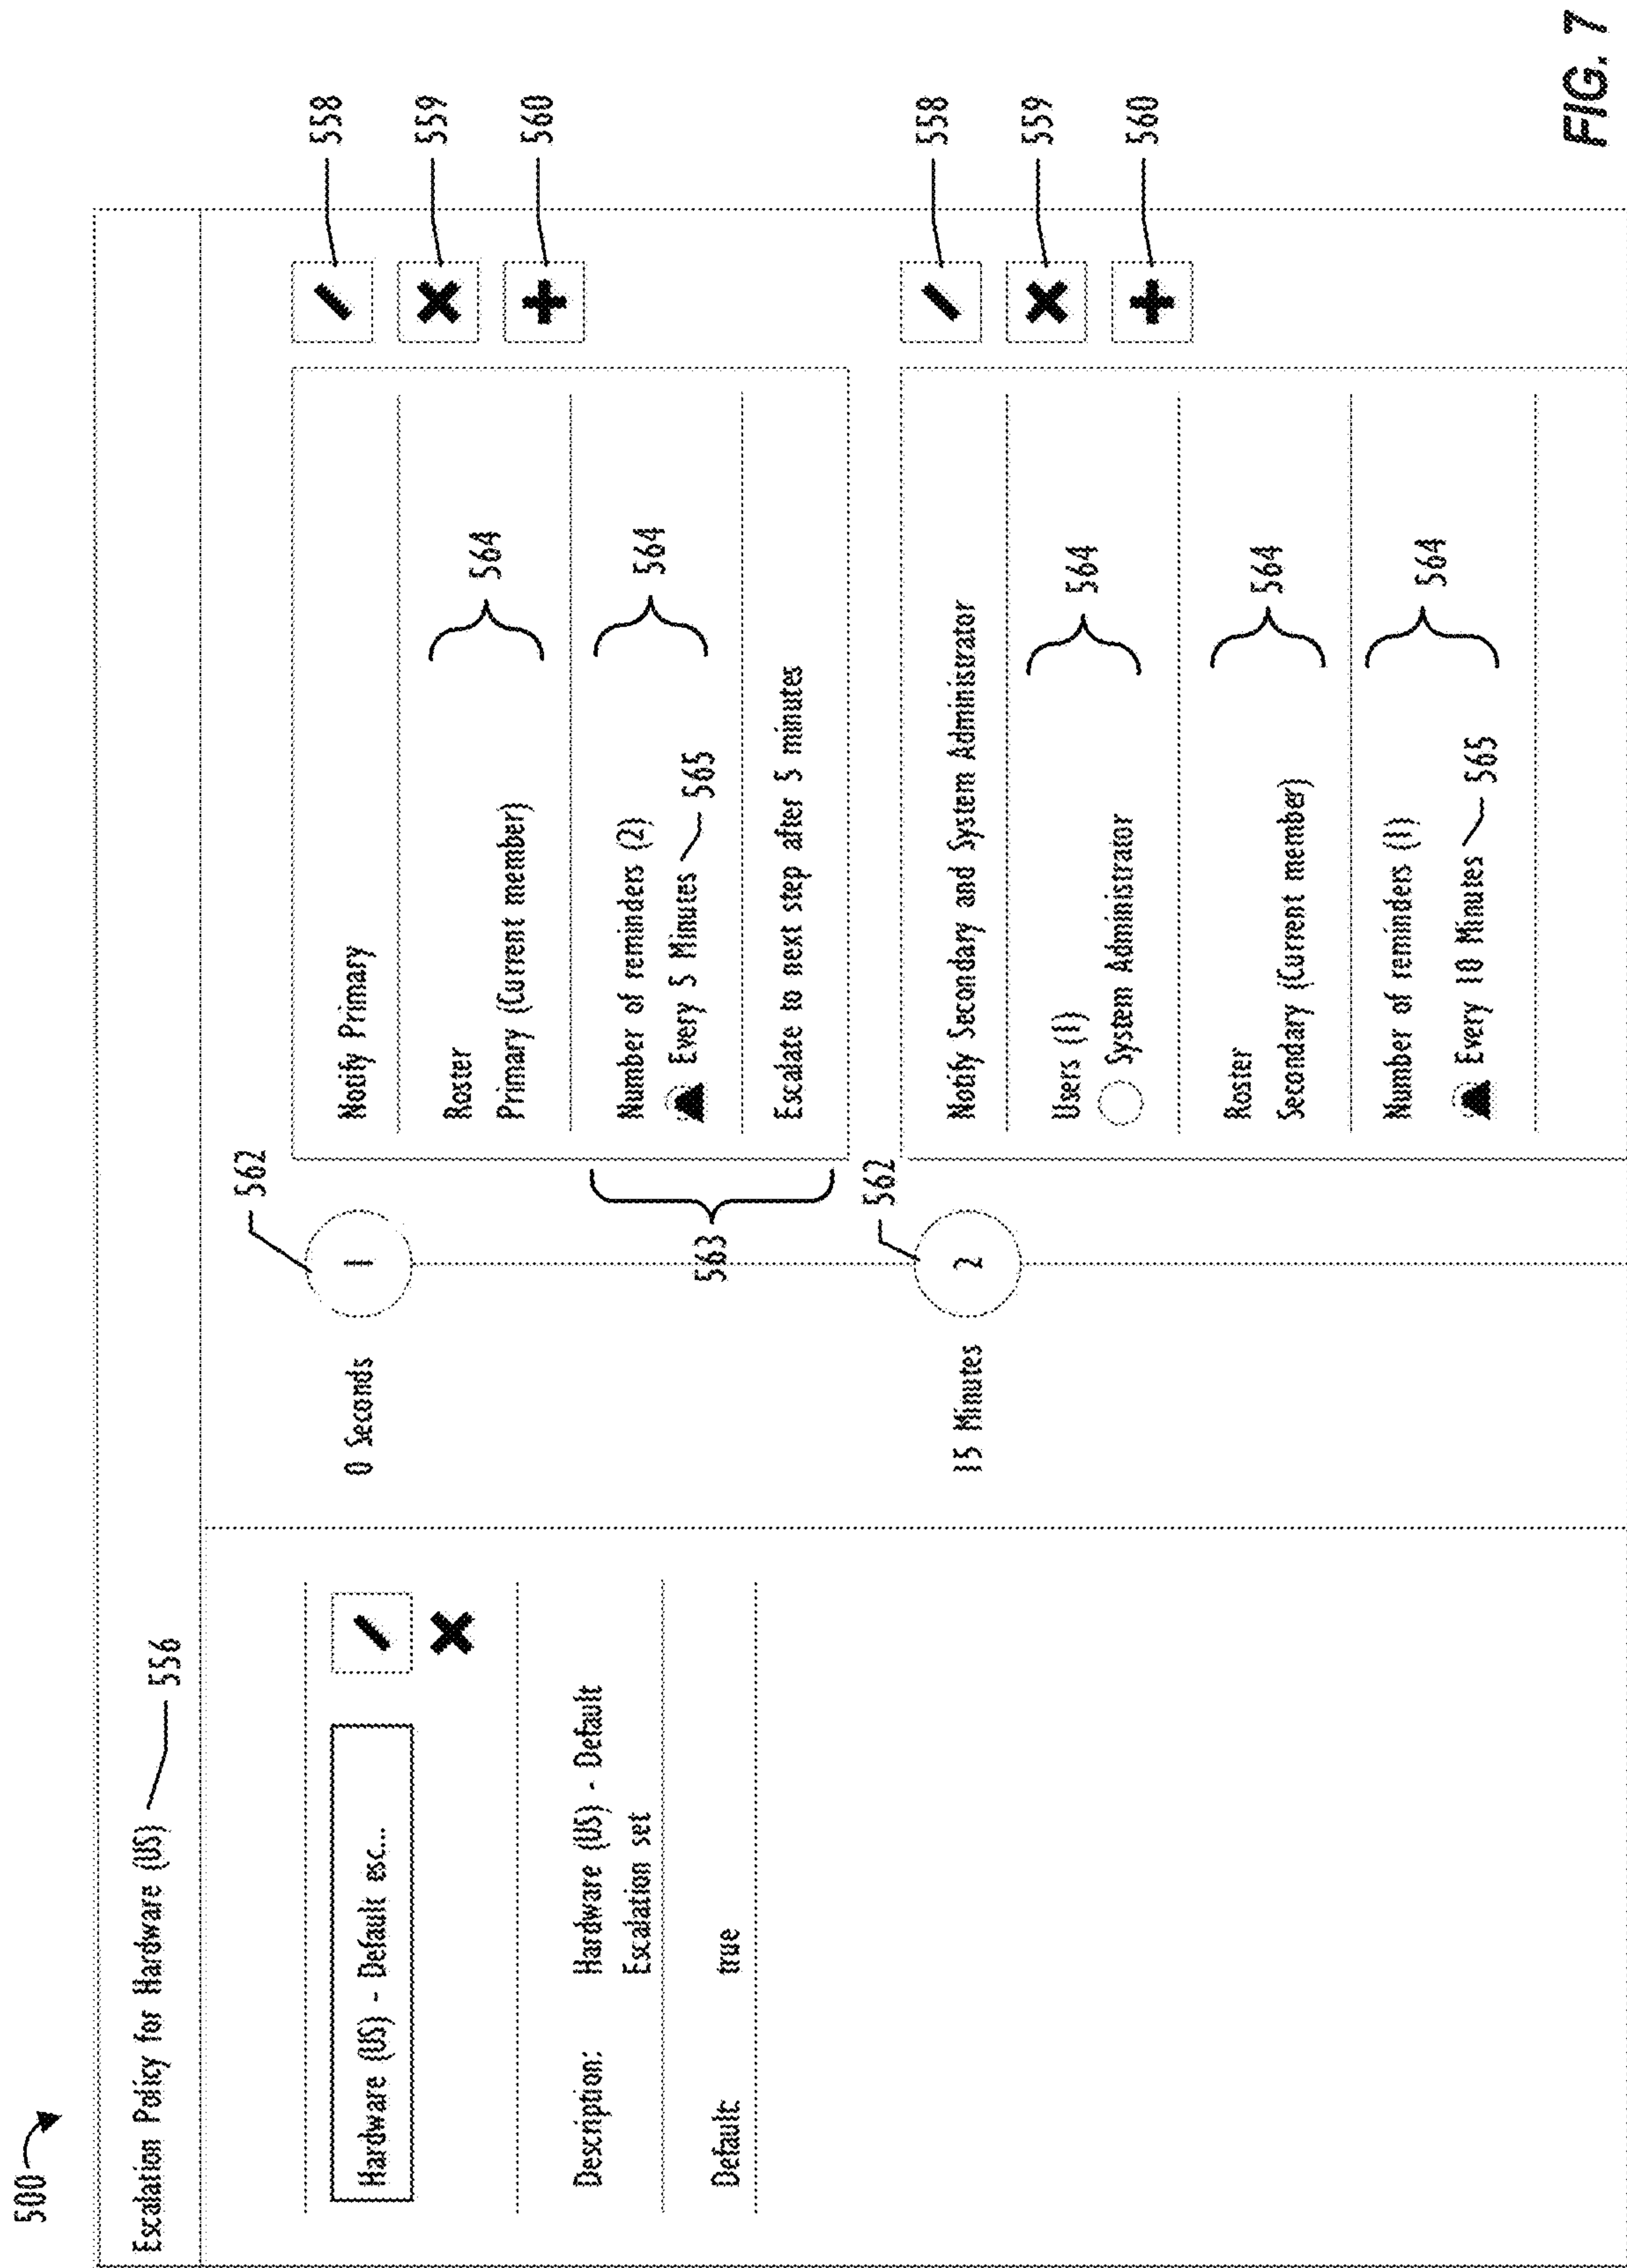 500
Escalation Policy for Hardware (US) 556
Hardware (US) - Default esc...
Description: Hardware (US) - Default
Escalation set
Default: true
0 Seconds
562
1
Notify Primary
558
559
560
Roster
Primary (Current member)
564
563
Number of reminders (2)
Every 5 Minutes 565
564
Escalate to next step after 5 minutes
15 Minutes
562
2
Notify Secondary and System Administrator
558
559
560
Users (1)
System Administrator
564
Roster
Secondary (Current member)
564
Number of reminders (1)
Every 10 Minutes 565
564
FIG. 7